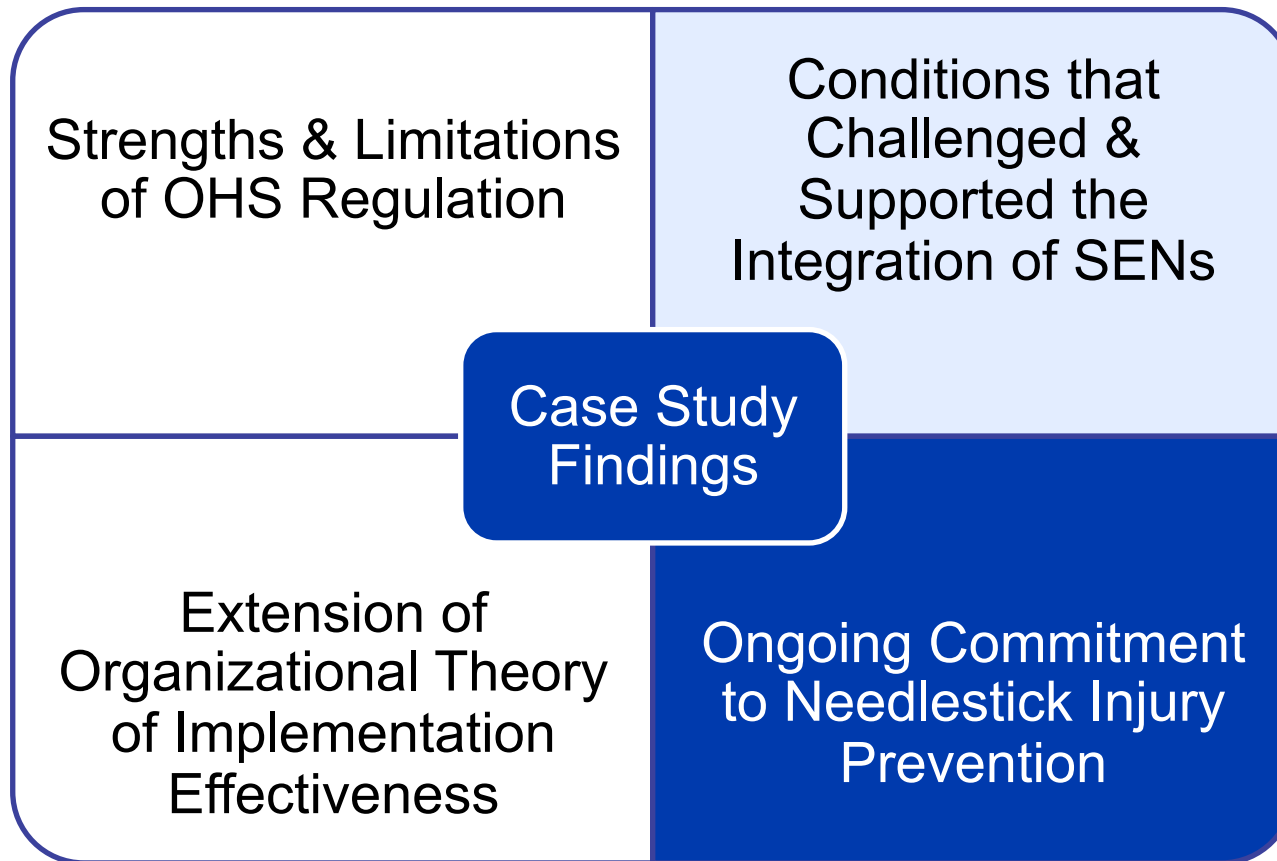 Strengths & Limitations
of OHS Regulation
Conditions that
Challenged &
Supported the
Integration of SENs
Case Study
Findings
Extension of
Organizational Theory
of Implementation
Effectiveness
Ongoing Commitment
to Needlestick Injury
Prevention